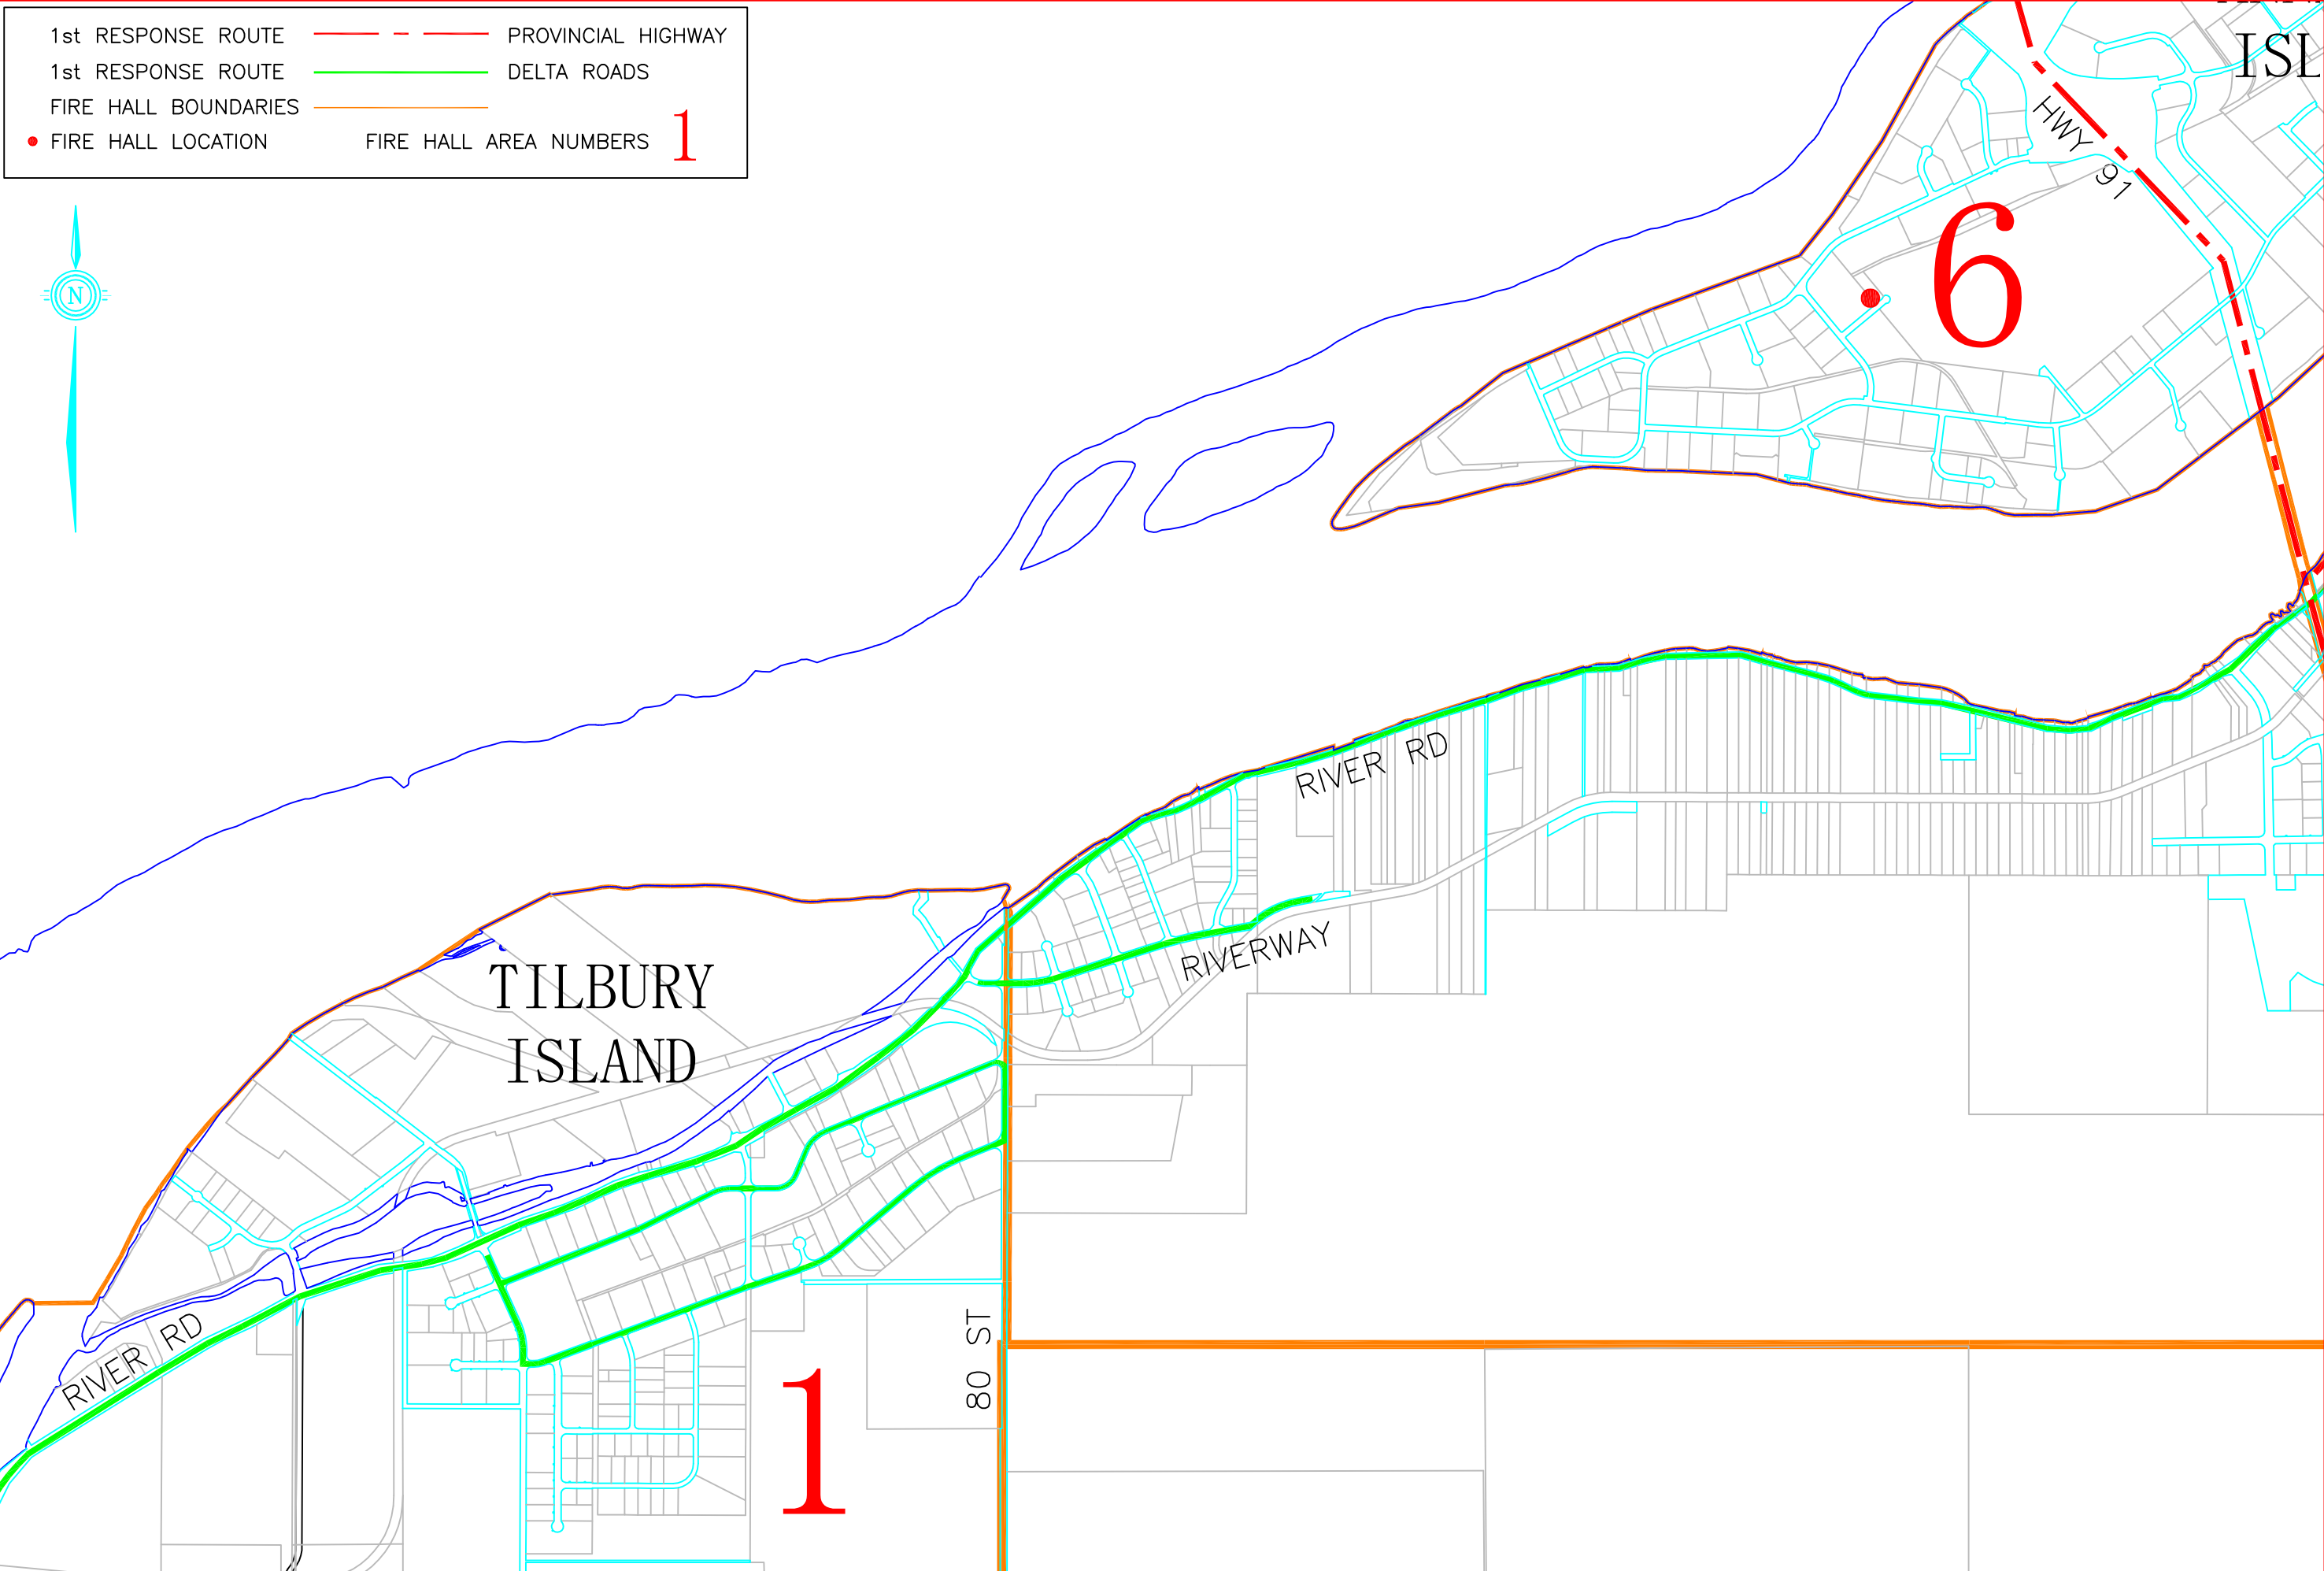 1st RESPONSE ROUTE PROVINCIAL HIGHWAY
1st RESPONSE ROUTE DELTA ROADS
FIRE HALL BOUNDARIES
FIRE HALL LOCATION FIRE HALL AREA NUMBERS 1
N
ISL
HWY 91
6
RIVER RD
RIVERWAY
TILBURY
ISLAND
RIVER RD
80 ST
1